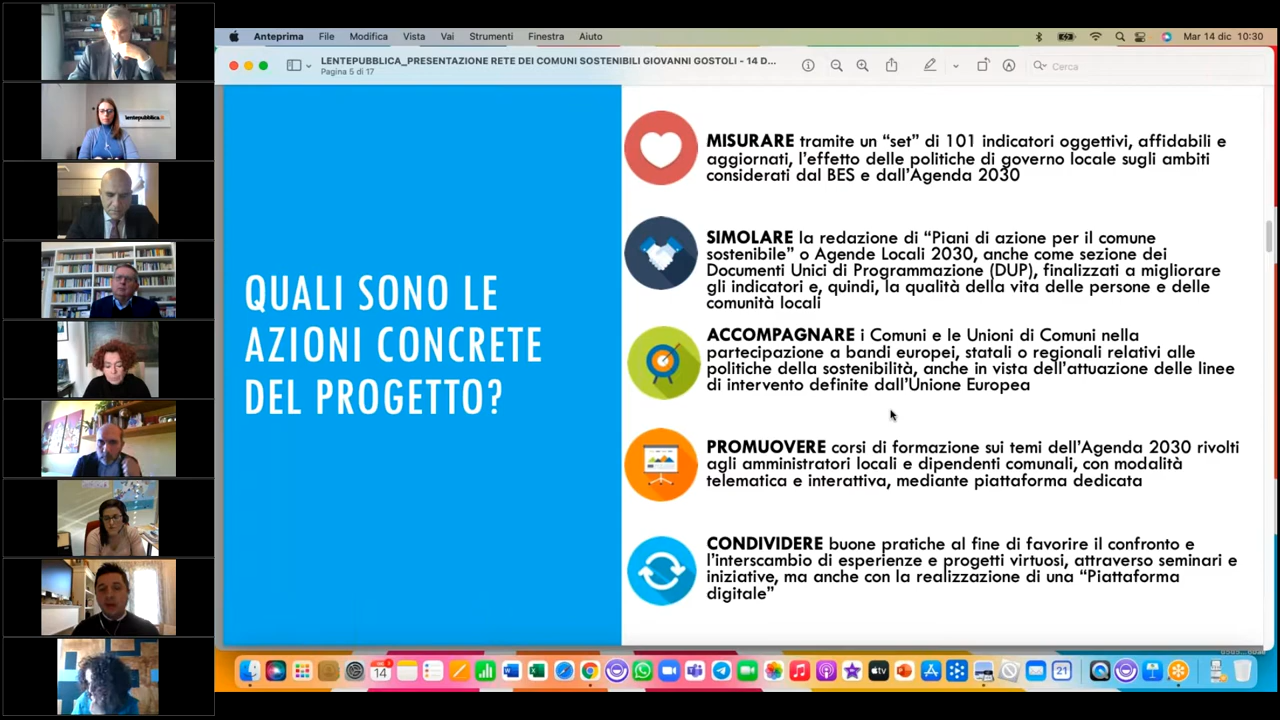 Anteprima File Modifica Vista Vai Strumenti Finestra Aiuto Mar 14 dic 10:30
LENTEPUBBLICA_PRESENTAZIONE RETE DEI COMUNI SOSTENIBILI GIOVANNI GOSTOLI - 14 D...
Pagina 5 di 17
Cerca
lentepubblica.it
QUALI SONO LE
AZIONI CONCRETE
DEL PROGETTO?
MISURARE tramite un “set” di 101 indicatori oggettivi, affidabili e
aggiornati, l’effetto delle politiche di governo locale sugli ambiti
considerati dal BES e dall’Agenda 2030
SIMOLARE la redazione di “Piani di azione per il comune
sostenibile” o Agende Locali 2030, anche come sezione dei
Documenti Unici di Programmazione (DUP), finalizzati a migliorare
gli indicatori e, quindi, la qualità della vita delle persone e delle
comunità locali
ACCOMPAGNARE i Comuni e le Unioni di Comuni nella
partecipazione a bandi europei, statali o regionali relativi alle
politiche della sostenibilità, anche in vista dell’attuazione delle linee
di intervento definite dall’Unione Europea
PROMUOVERE corsi di formazione sui temi dell’Agenda 2030 rivolti
agli amministratori locali e dipendenti comunali, con modalità
telematica e interattiva, mediante piattaforma dedicata
CONDIVIDERE buone pratiche al fine di favorire il confronto e
l’interscambio di esperienze e progetti virtuosi, attraverso seminari e
iniziative, ma anche con la realizzazione di una “Piattaforma
digitale”
14
21